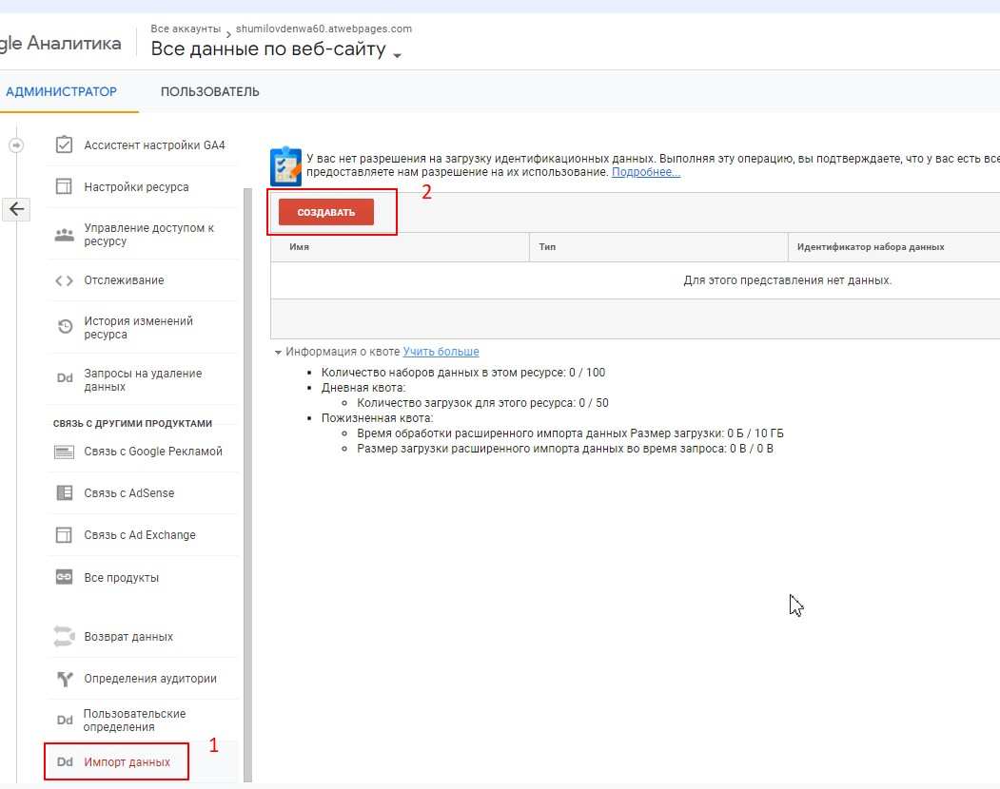 gle Аналитика
Все аккаунты > shumilovdenwa60.atwebpages.com
Все данные по веб-сайту
АДМИНИСТРАТОР
ПОЛЬЗОВАТЕЛЬ
Ассистент настройки GA4
Настройки ресурса
Управление доступом к
ресурсу
Отслеживание
История изменений
ресурса
Dd Запросы на удаление
данных
СВЯЗЬ С ДРУГИМИ ПРОДУКТАМИ
Связь с Google Рекламой
Связь с AdSense
Связь с Ad Exchange
Все продукты
Возврат данных
Определения аудитории
Dd Пользовательские
определения
Dd Импорт данных
1
У вас нет разрешения на загрузку идентификационных данных. Выполняя эту операцию, вы подтверждаете, что у вас есть все
предоставляете нам разрешение на их использование. Подробнее...
2
СОЗДАВАТЬ
Имя
Тип
Идентификатор набора данных
Для этого представления нет данных.
Информация о квоте Учить больше
• Количество наборов данных в этом ресурсе: 0 / 100
• Дневная квота:
Количество загрузок для этого ресурса: 0 / 50
• Пожизненная квота:
Время обработки расширенного импорта данных Размер загрузки: 0 Б / 10 ГБ
Размер загрузки расширенного импорта данных во время запроса: 0 В / 0 В